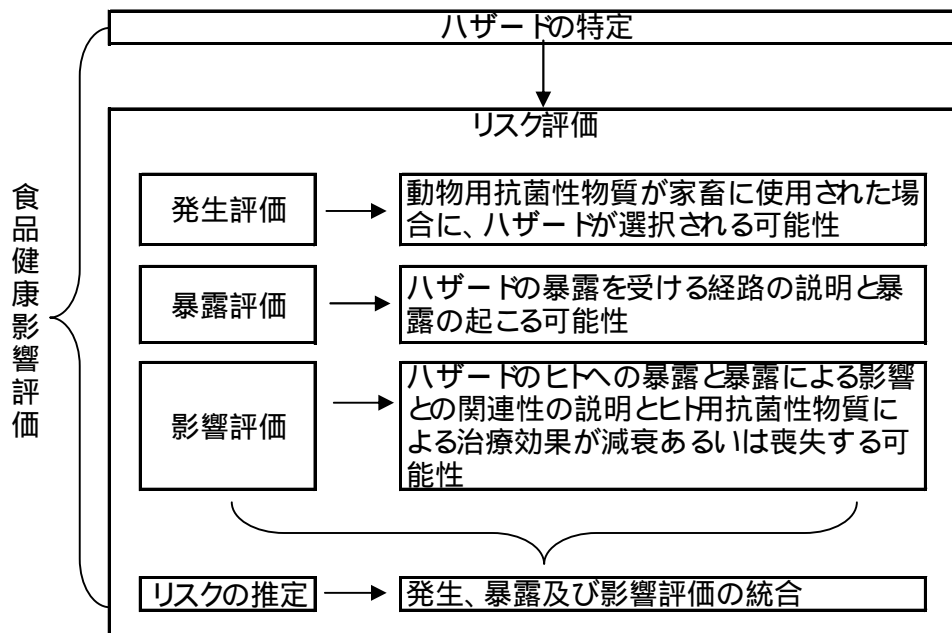 ハザードの特定
リスク評価
食品健康影響評価
発生評価
動物用抗菌性物質が家畜に使用された場
合に、ハザードが選択される可能性
暴露評価
ハザードの暴露を受ける経路の説明と暴
露の起こる可能性
影響評価
ハザードのヒトへの暴露と暴露による影響
との関連性の説明とヒト用抗菌性物質に
よる治療効果が減衰あるいは喪失する可
能性
リスクの推定
発生、暴露及び影響評価の統合